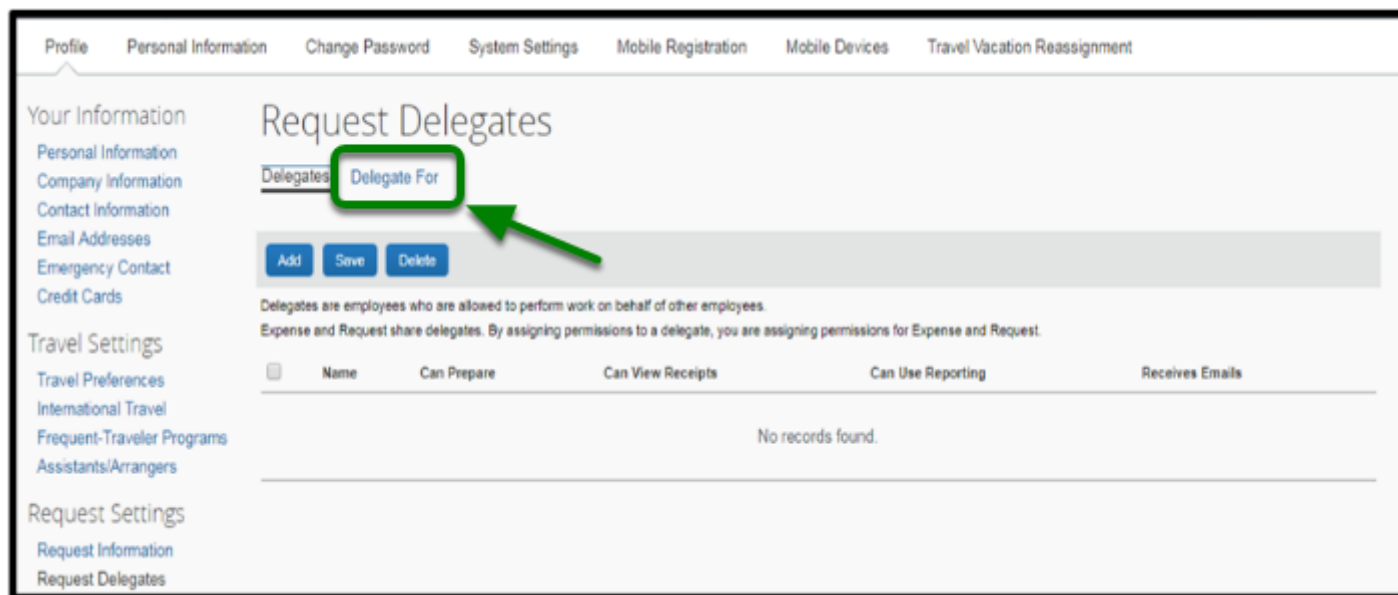 Profile Personal Information Change Password System Settings Mobile Registration Mobile Devices Travel Vacation Reassignment
Your Information
Personal Information
Company Information
Contact Information
Email Addresses
Emergency Contact
Credit Cards
Travel Settings
Travel Preferences
International Travel
Frequent-Traveler Programs
Assistants/Arrangers
Request Settings
Request Information
Request Delegates
Request Delegates
Delegates Delegate For
Add Save Delete
Delegates are employees who are allowed to perform work on behalf of other employees.
Expense and Request share delegates. By assigning permissions to a delegate, you are assigning permissions for Expense and Request.
Name Can Prepare Can View Receipts Can Use Reporting Receives Emails
No records found.